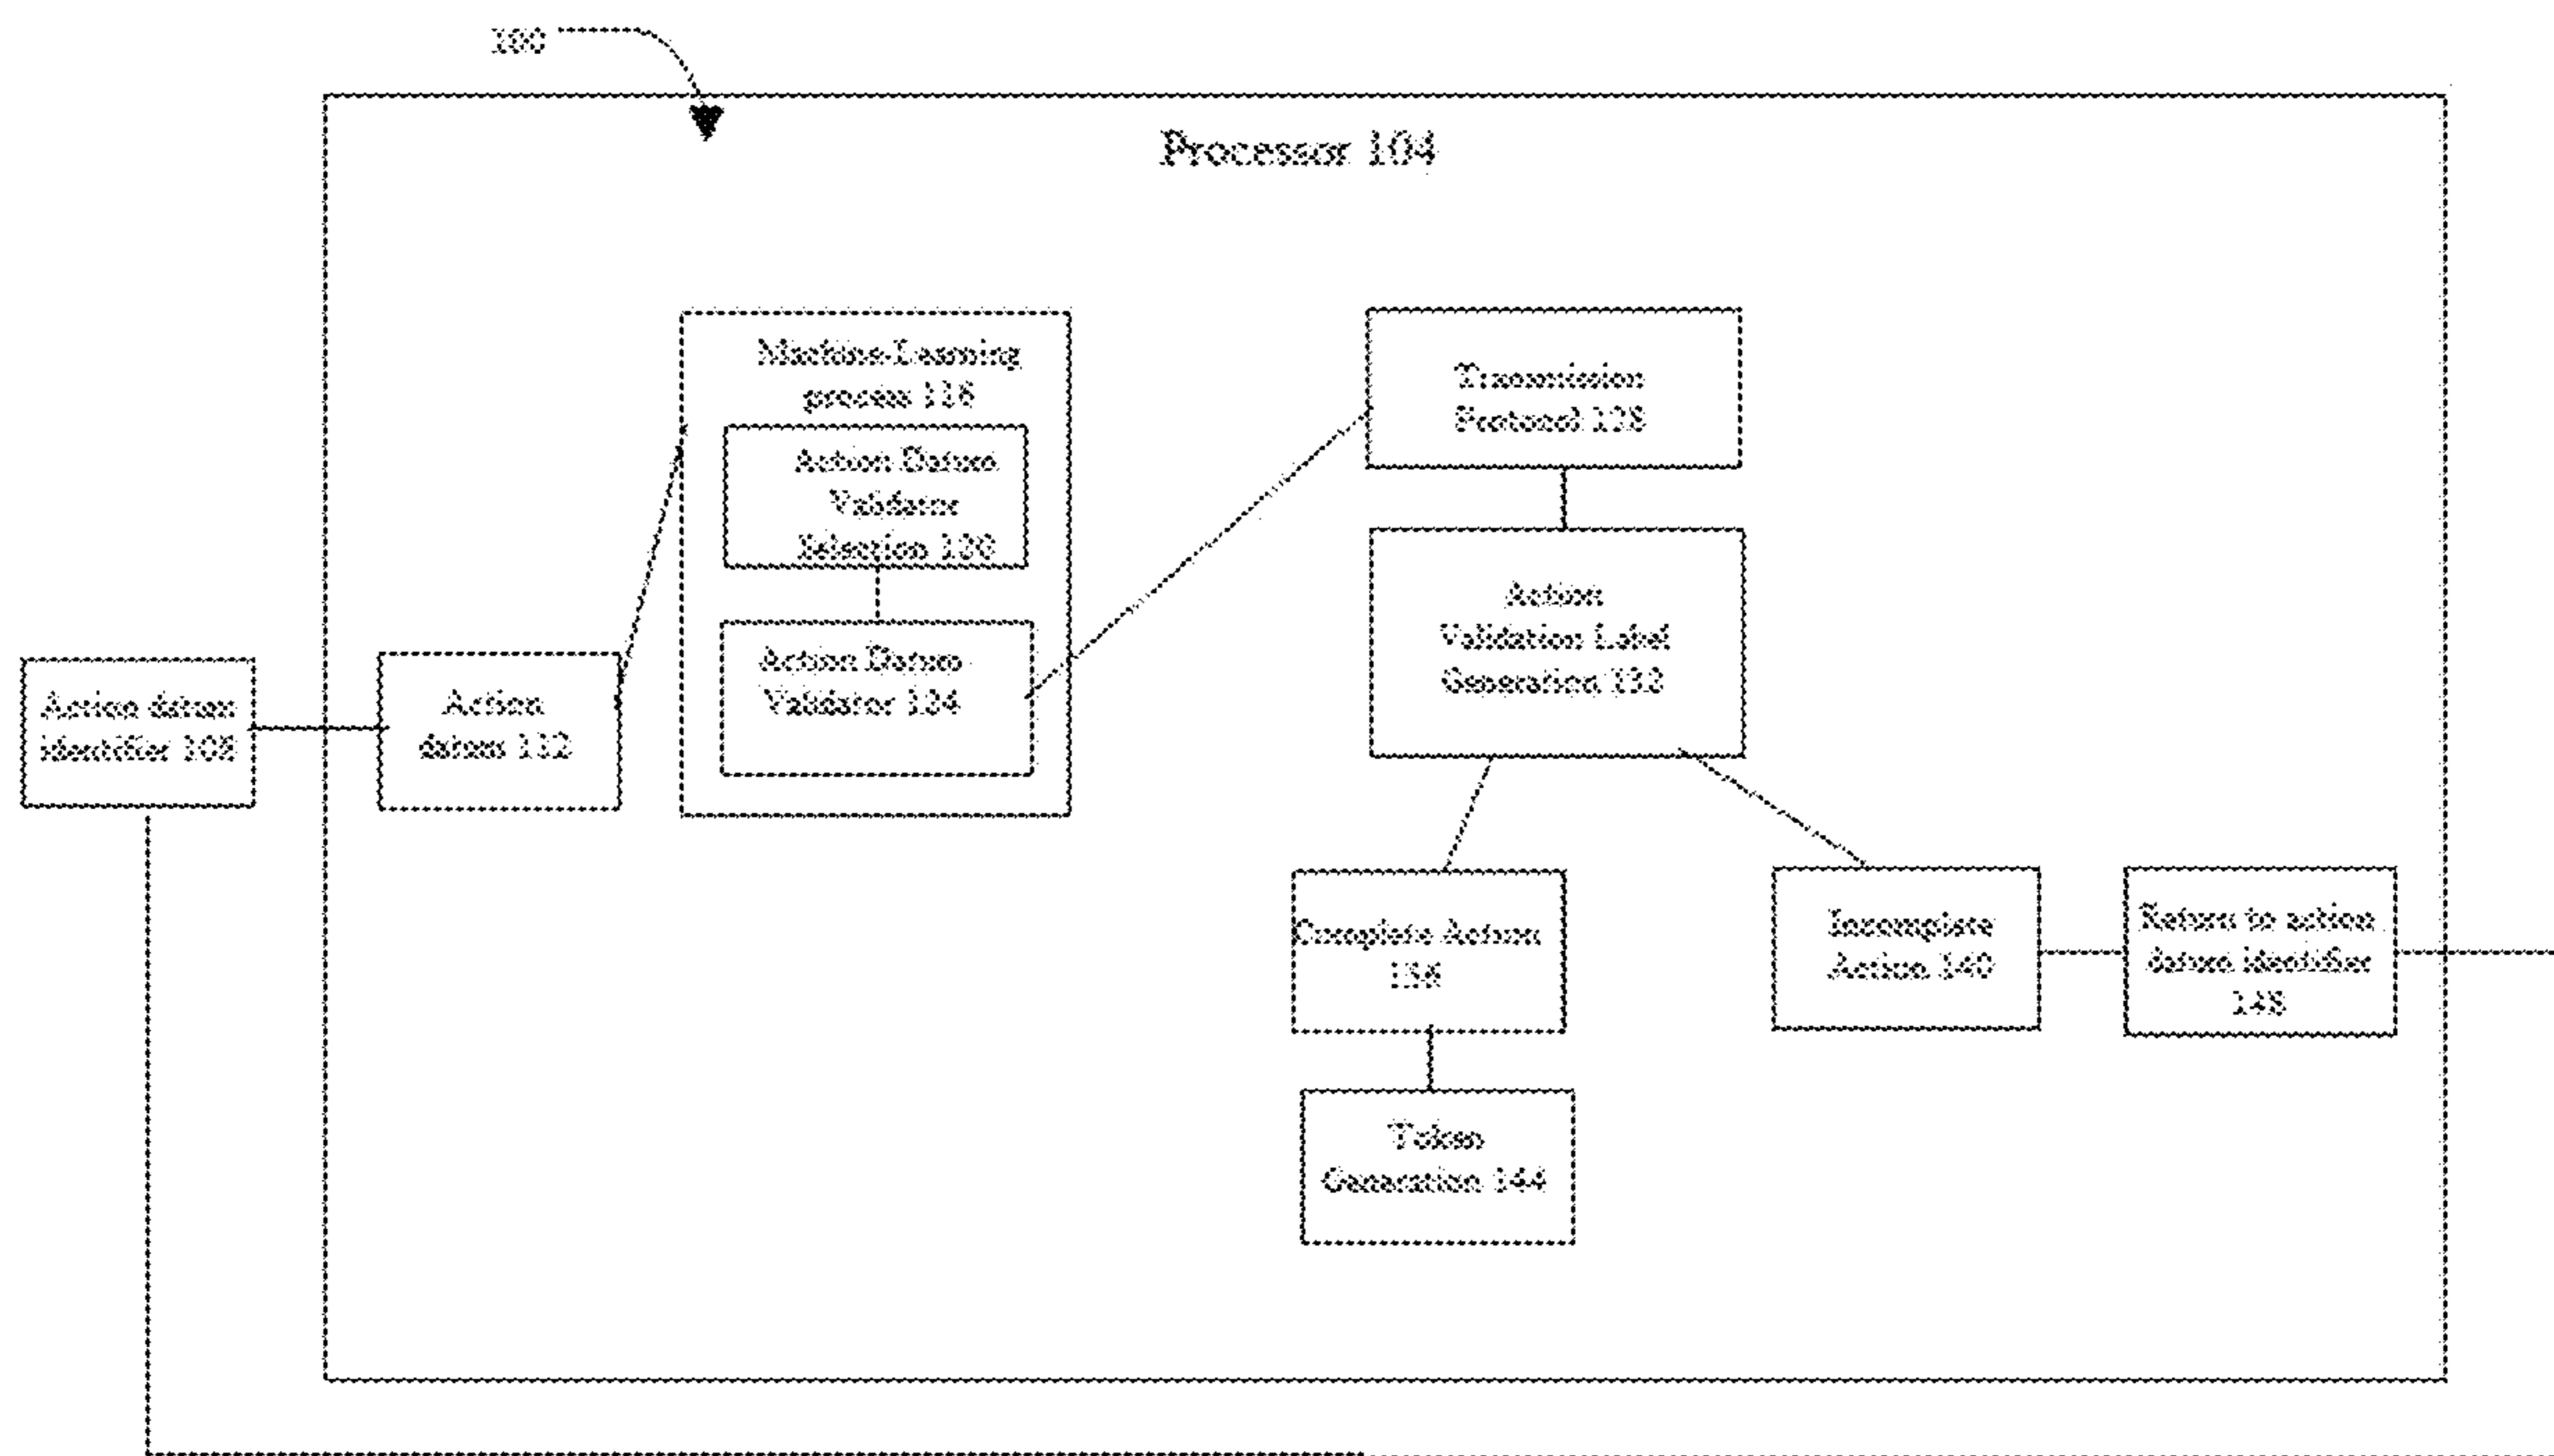 100
Processor 104
Machine-Learning
process 116
Action Datum
Validator
Selection 120
Action Datum
Validator 124
Transmission
Protocol 128
Action
Validation Label
Generation 132
Action datum
identifier 108
Action
datum 112
Complete Action
136
Incomplete
Action 140
Return to action
datum identifier
148
Token
Generation 144